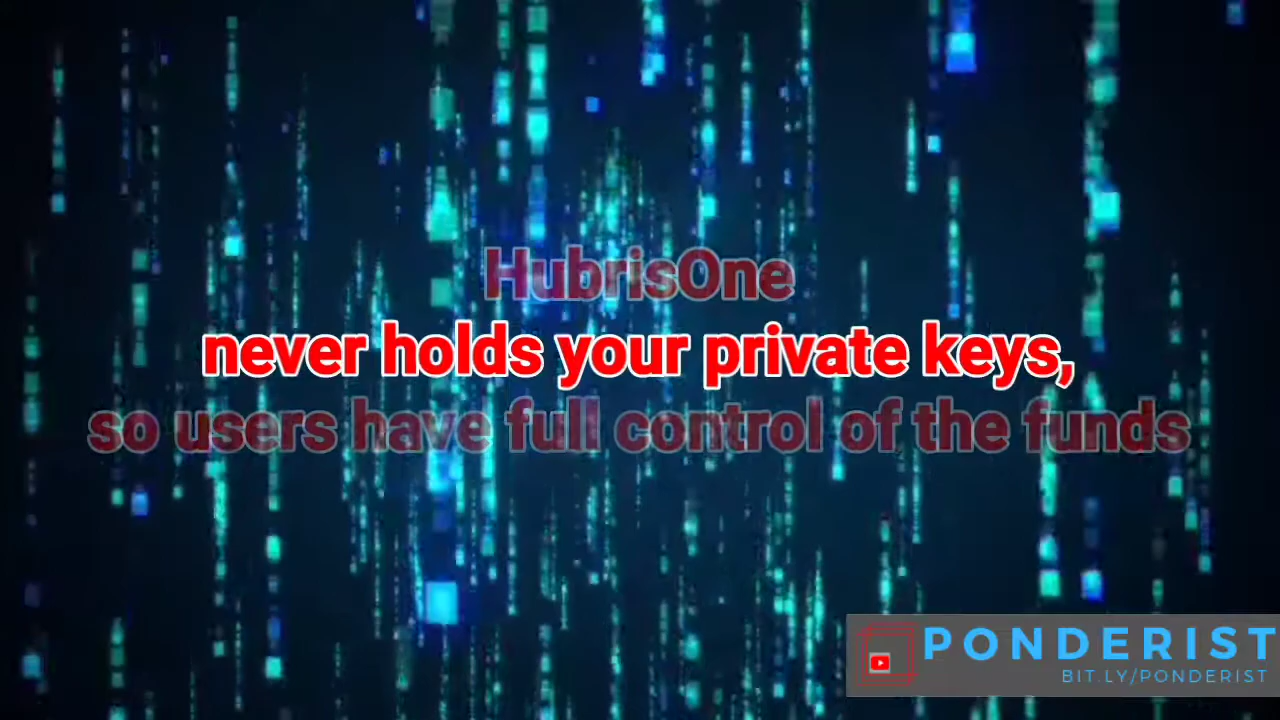 HubrisOne
never holds your private keys,
so users have full control of the funds
PONDERIST
BIT.LY/PONDERIST